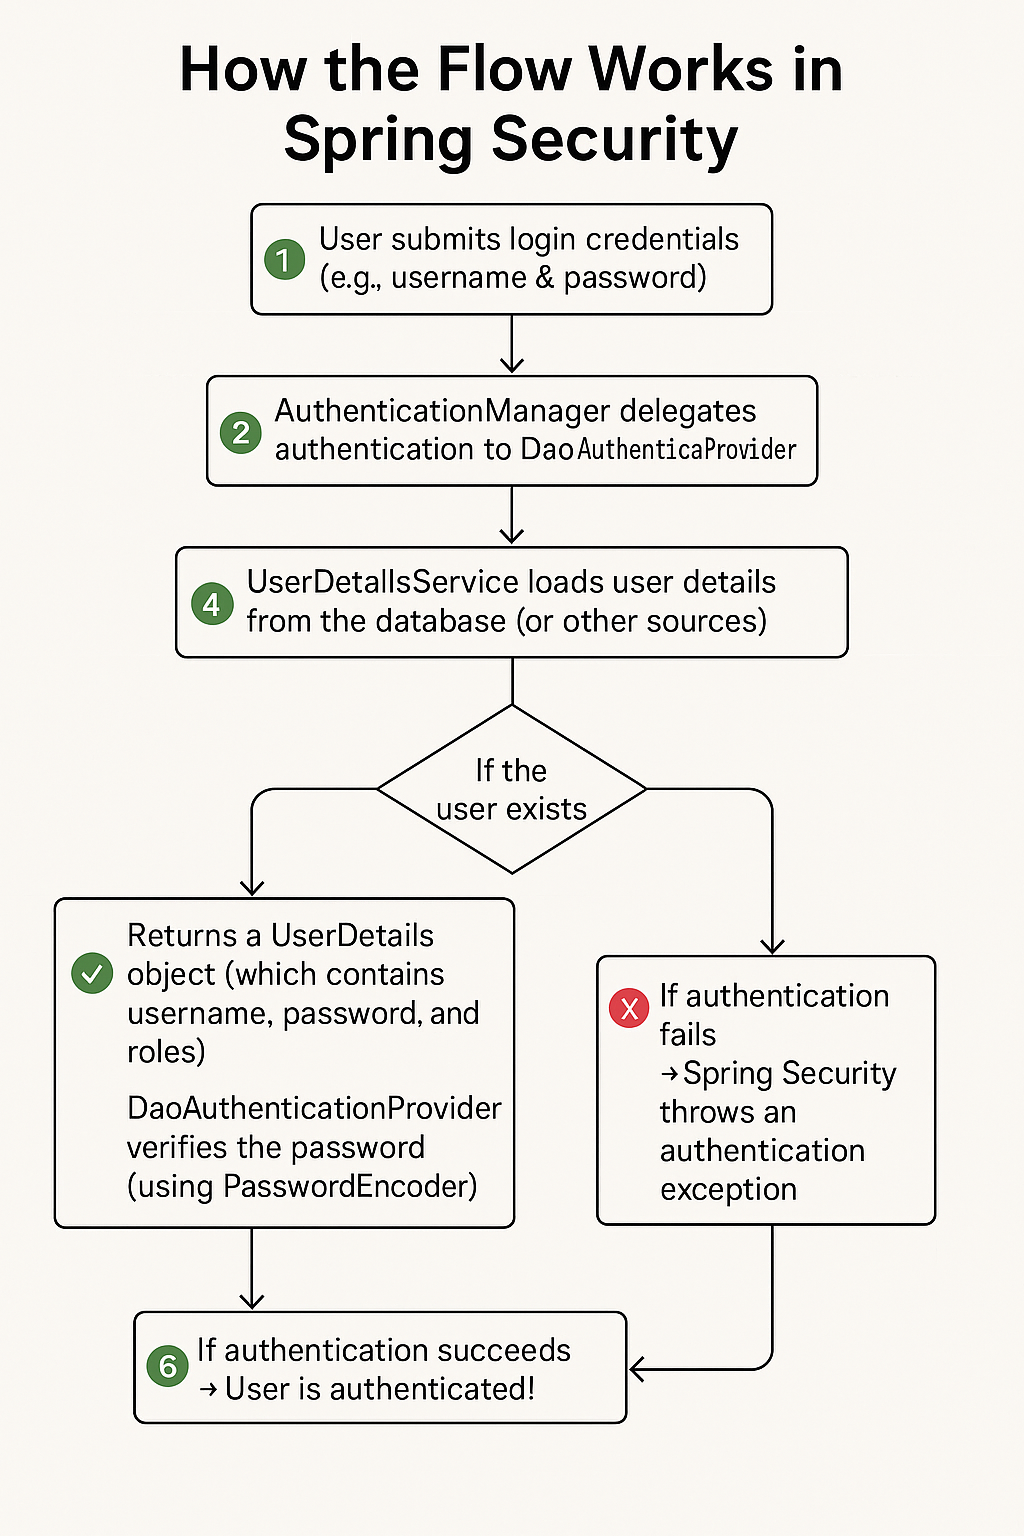 How the Flow Works in
Spring Security
1
User submits login credentials
(e.g., username & password)
2
AuthenticationManager delegates
authentication to DaoAuthenticaProvider
4
UserDetallsService loads user details
from the database (or other sources)
If the
user exists
Returns a UserDetails
object (which contains
username, password, and
roles)
DaoAuthenticationProvider
verifies the password
(using PasswordEncoder)
X
If authentication
fails
→Spring Security
throws an
authentication
exception
6
If authentication succeeds
→ User is authenticated!